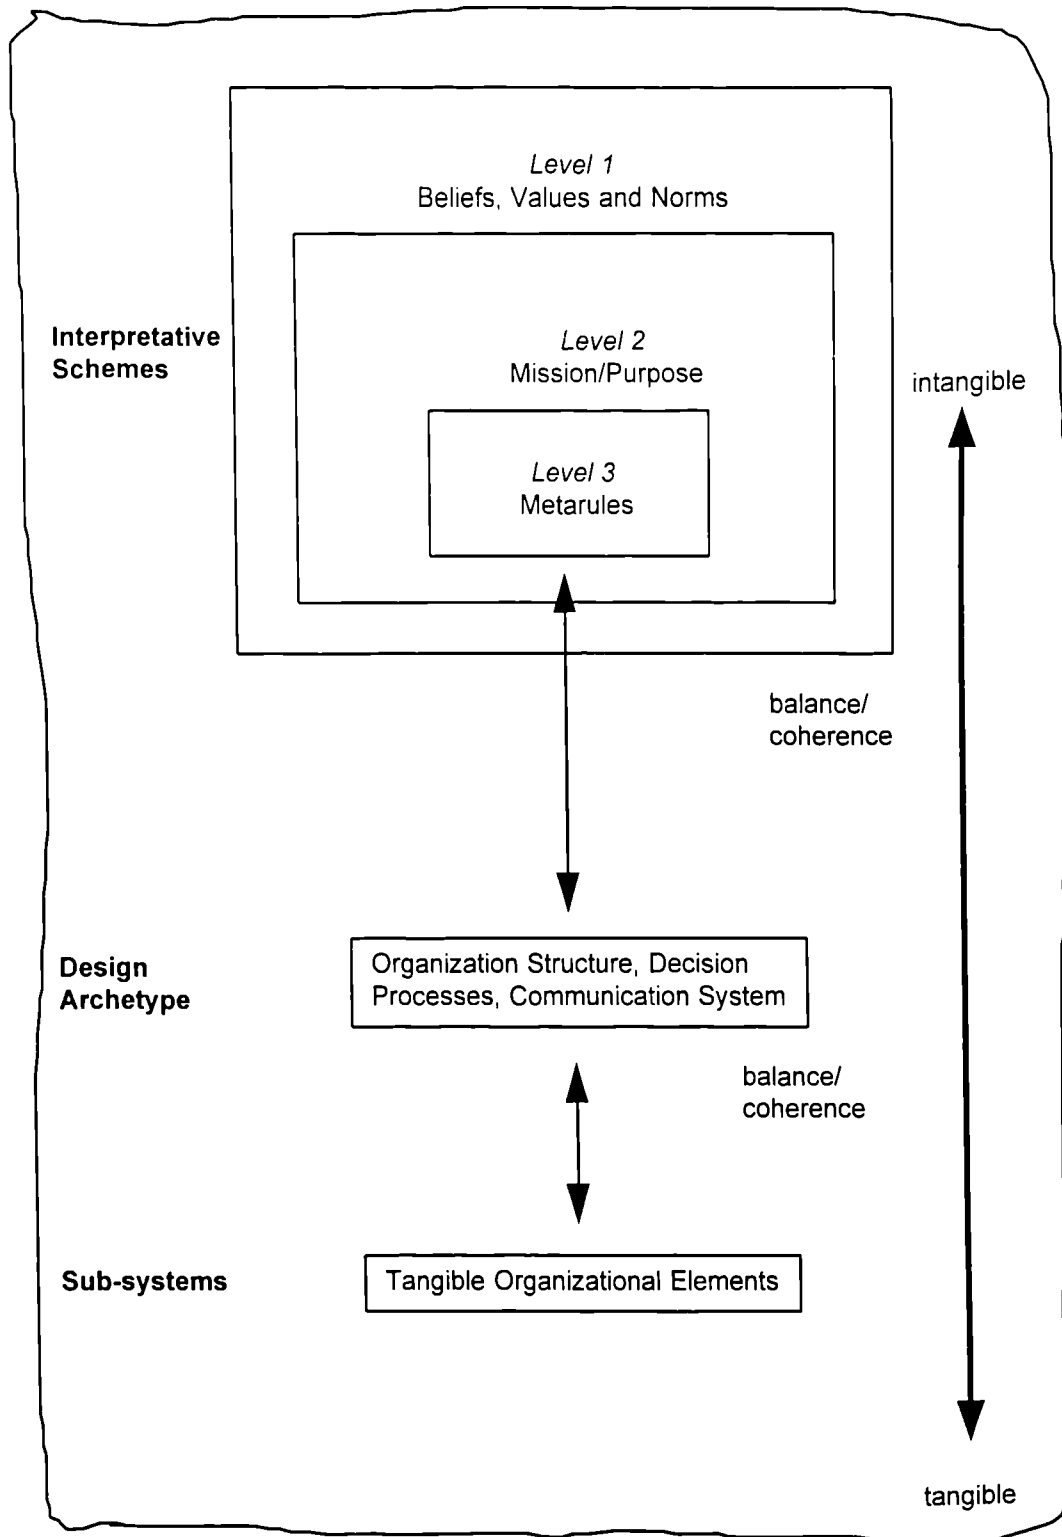 Level 1
Beliefs, Values and Norms
Interpretative
Schemes
Level 2
Mission/Purpose
intangible
Level 3
Metarules
balance/
coherence
Design
Archetype
Organization Structure, Decision
Processes, Communication System
balance/
coherence
Sub-systems
Tangible Organizational Elements
tangible